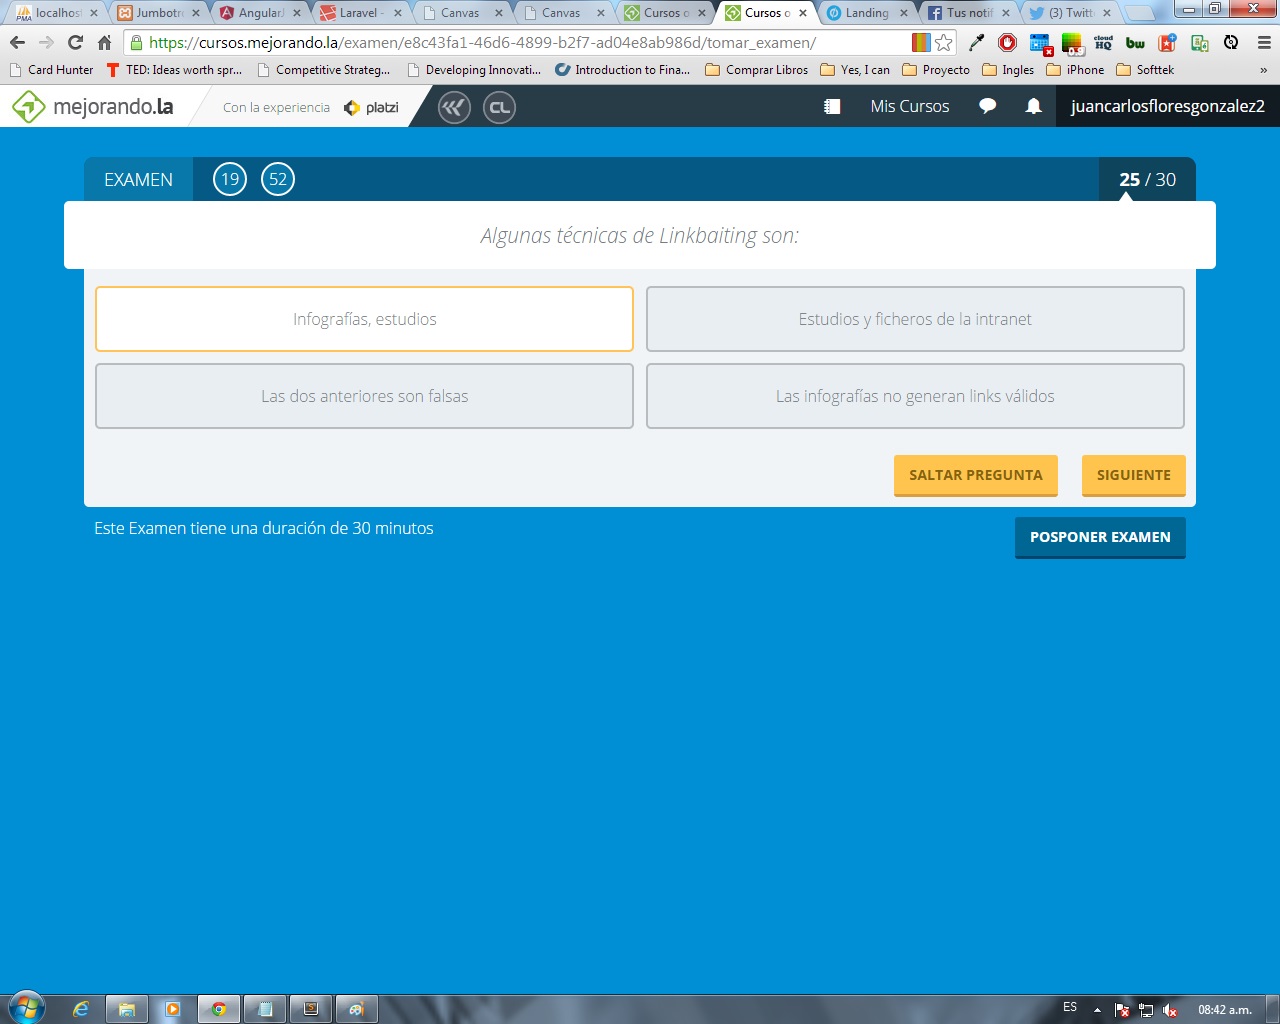 localhos
Jumbotr
AngularJ
Laravel -
Canvas
Canvas
Cursos o
Cursos o
Landing
Tus notif
(3) Twitt
https://cursos.mejorando.la/examen/e8c43fa1-46d6-4899-b2f7-ad04e8ab986d/tomar_examen/
cloud HQ
bw
Card Hunter
TED: Ideas worth spr...
Competitive Strateg...
Developing Innovati...
Introduction to Fina...
Comprar Libros
Yes, I can
Proyecto
Ingles
iPhone
Softtek
»
mejorando.la
Con la experiencia
platzi
CL
Mis Cursos
juancarlosfloresgonzalez2
EXAMEN
19
52
25 / 30
Algunas técnicas de Linkbaiting son:
Infografías, estudios
Estudios y ficheros de la intranet
Las dos anteriores son falsas
Las infografías no generan links válidos
SALTAR PREGUNTA
SIGUIENTE
Este Examen tiene una duración de 30 minutos
POSPONER EXAMEN
ES
08:42 a.m.